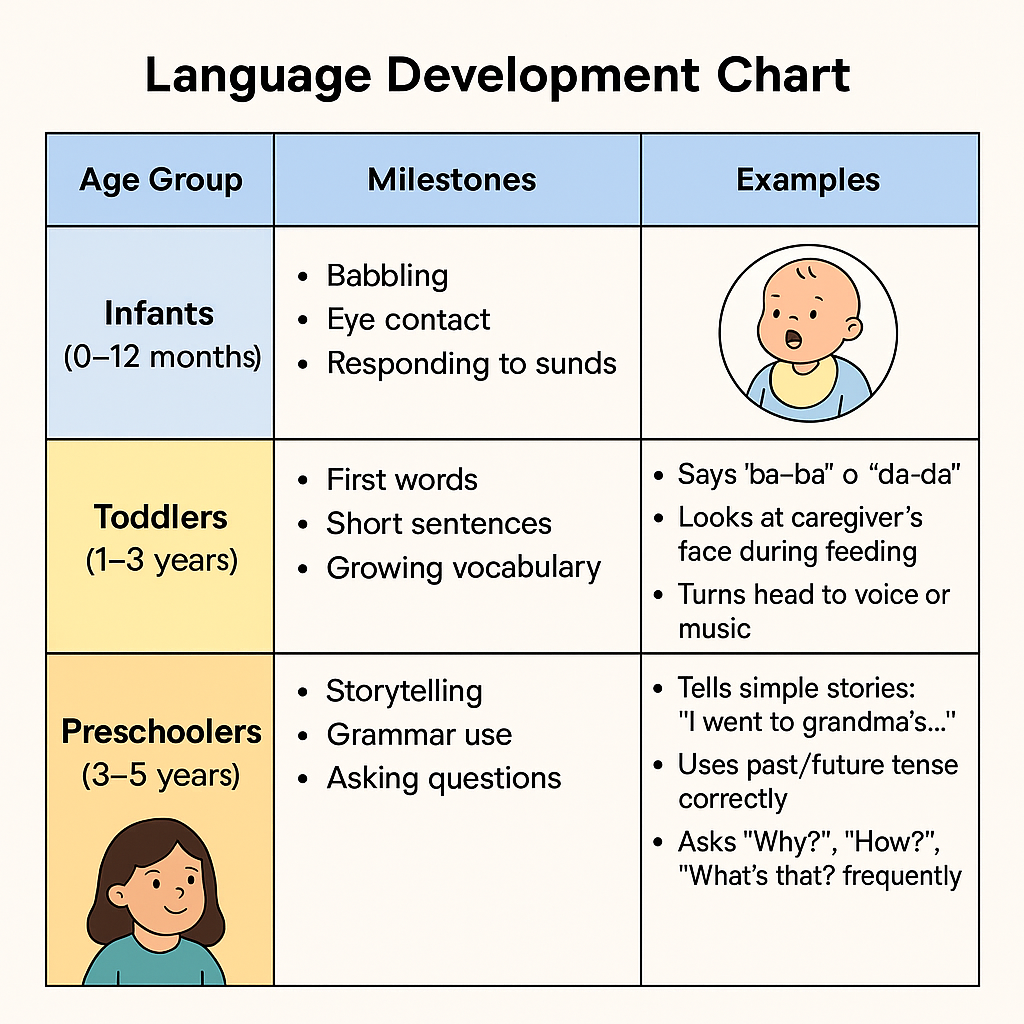 Language Development Chart
Age Group
Milestones
Examples
Infants
(0–12 months)
• Babbling
• Eye contact
• Responding to sunds
Toddlers
(1–3 years)
• First words
• Short sentences
• Growing vocabulary
• Says 'ba–ba" o “da-da"
• Looks at caregiver’s
face during feeding
• Turns head to voice or
music
Preschoolers
(3–5 years)
• Storytelling
• Grammar use
• Asking questions
• Tells simple stories:
"I went to grandma’s..."
• Uses past/future tense
correctly
• Asks "Why?", "How?",
"What’s that? frequently